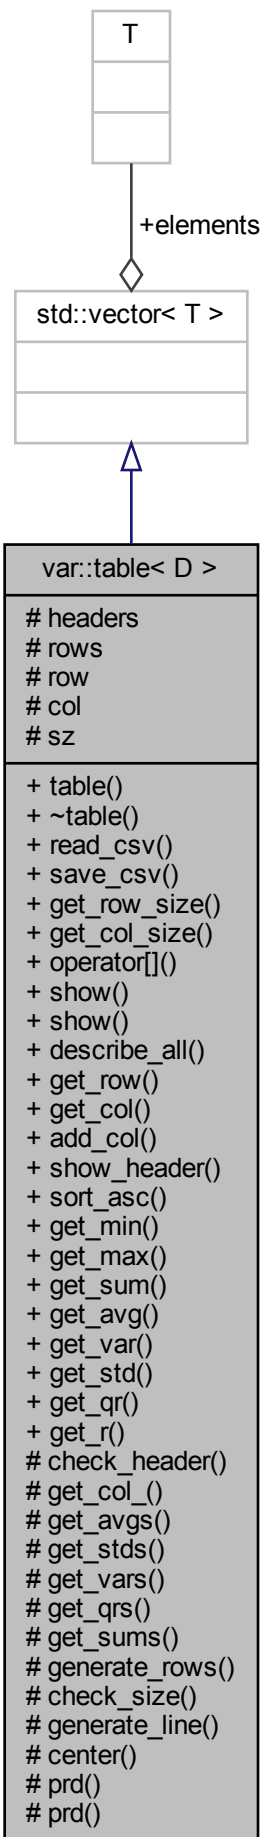 T
+elements
std::vector< T >
var::table< D >
# headers
# rows
# row
# col
# sz
+ table()
+ ~table()
+ read_csv()
+ save_csv()
+ get_row_size()
+ get_col_size()
+ operator[]()
+ show()
+ show()
+ describe_all()
+ get_row()
+ get_col()
+ add_col()
+ show_header()
+ sort_asc()
+ get_min()
+ get_max()
+ get_sum()
+ get_avg()
+ get_var()
+ get_std()
+ get_qr()
+ get_r()
# check_header()
# get_col_()
# get_avgs()
# get_stds()
# get_vars()
# get_qrs()
# get_sums()
# generate_rows()
# check_size()
# generate_line()
# center()
# prd()
# prd()